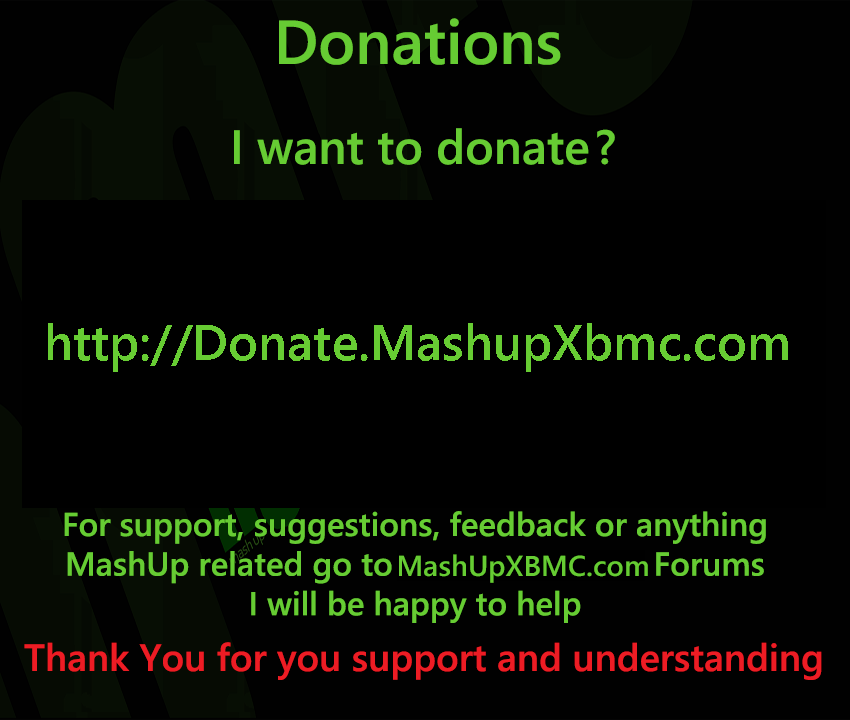 Donations
I want to donate?
http://Donate.MashupXbmc.com
For support, suggestions, feedback or anything
MashUp related go to MashUpXBMC.com Forums
I will be happy to help
Thank You for you support and understanding
MashUp